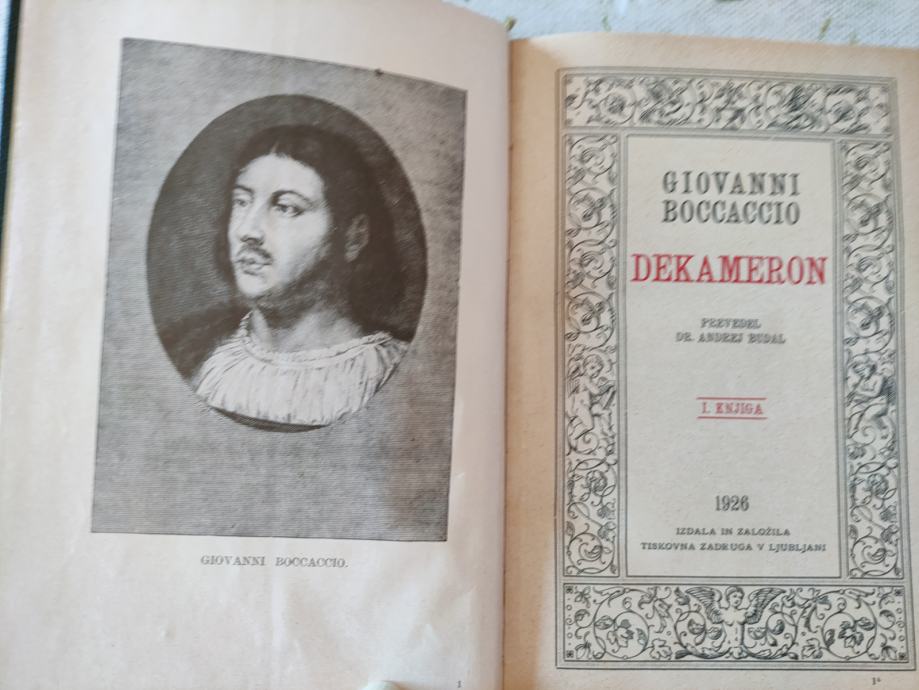 GIOVANNI BOCCACCIO.
1
GIOVANNI
BOCCACCIO
DEKAMERON
PREVEDEL
DR. ANDREJ BUDAL
I. KNJIGA
1926
IZDALA IN ZALOŽILA
TISKOVNA ZADRUGA V LJUBLJANI
1*